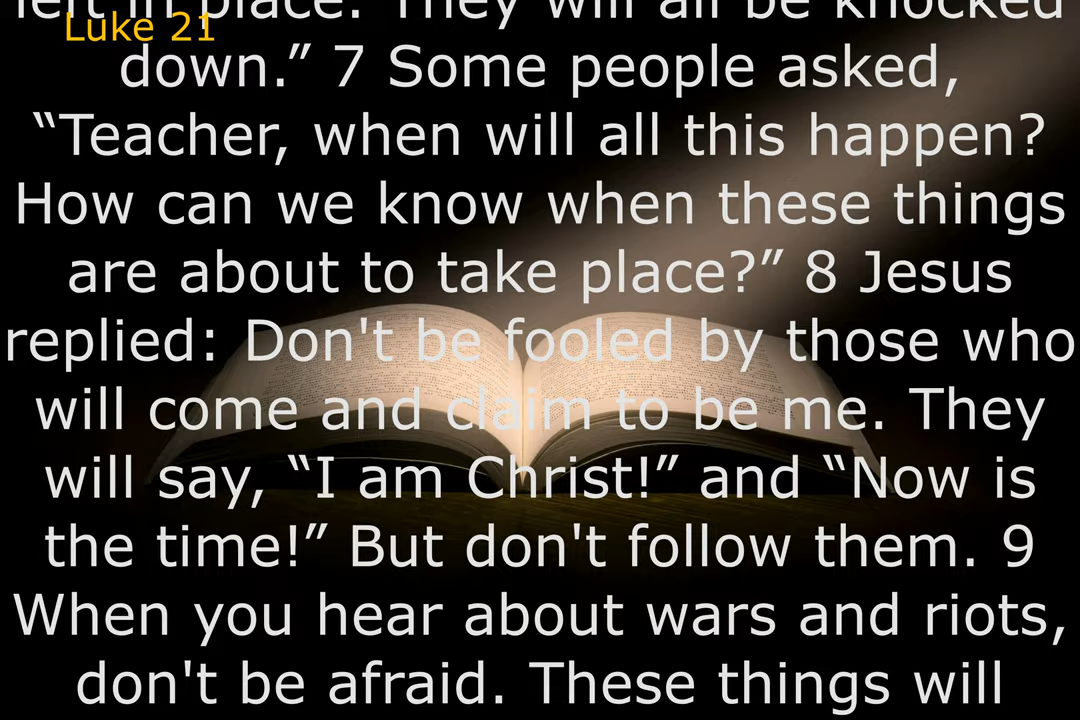 left in place. They will all be knocked
Luke 21
down.” 7 Some people asked,
“Teacher, when will all this happen?
How can we know when these things
are about to take place?” 8 Jesus
replied: Don't be fooled by those who
will come and claim to be me. They
will say, “I am Christ!” and “Now is
the time!” But don't follow them. 9
When you hear about wars and riots,
don't be afraid. These things will